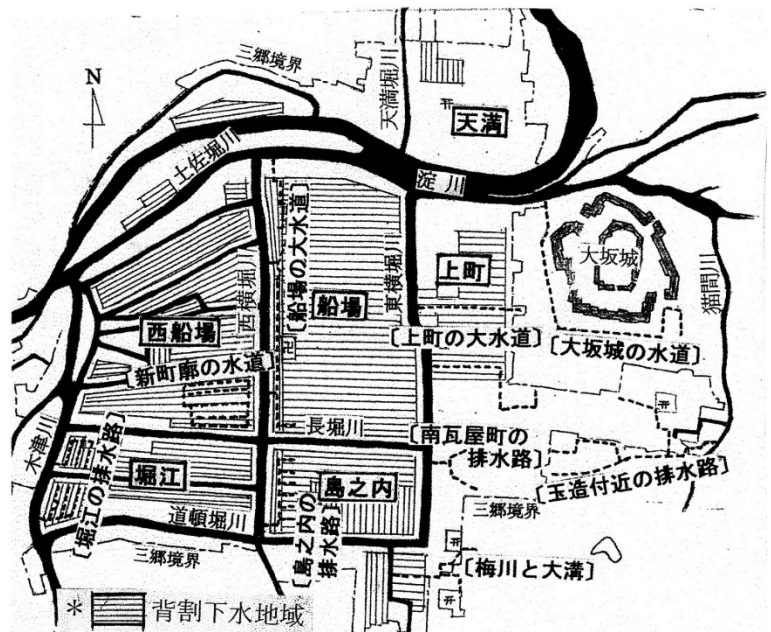 三郷境界
N
天満堀川
天満
土佐堀川
淀川
大坂城
猫間川
〔船場の大水道〕
船場
東横堀川
上町
西横堀川
西船場
〔上町の大水道〕
〔大坂城の水道〕
〔新町廓の水道〕
木津川
長堀川
〔南瓦屋町の
排水路〕
〔玉造付近の排水路〕
堀江
〔堀江の排水路〕
島之内
〔島之内の
排水路〕
道頓堀川
三郷境界
三郷境界
〔梅川と大溝〕
* 背割下水地域